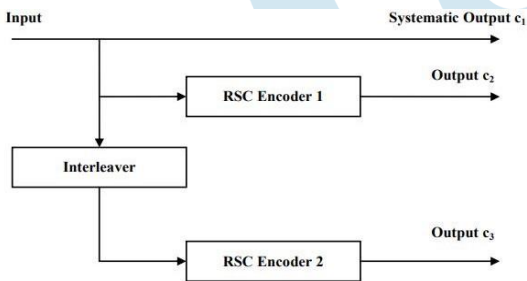 Input
Systematic Output c₁
Output c₂
RSC Encoder 1
Interleaver
Output c₃
RSC Encoder 2